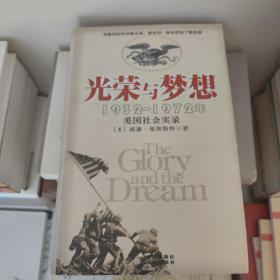 光荣与梦想
1932-1972年
美国社会实录
[美] 威廉·曼彻斯特 著
The Glory
and the
Dream